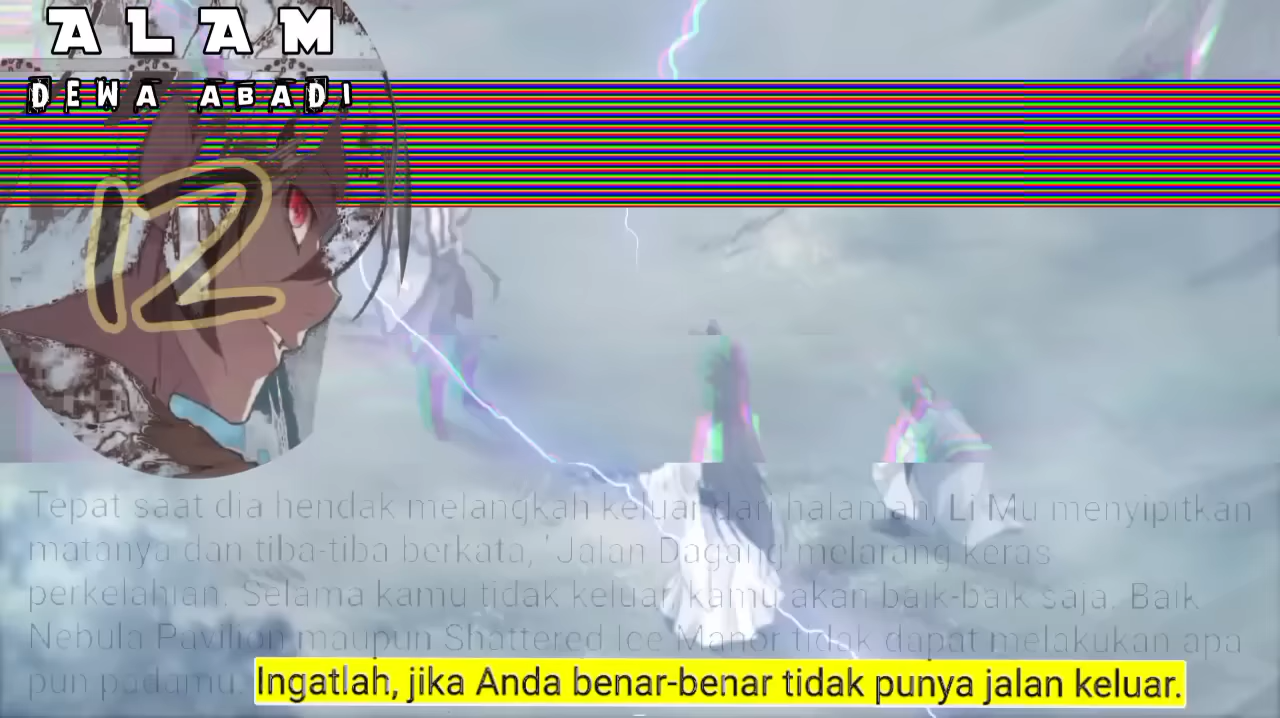 ALAM
DEWA ABADI
12
Tepat saat dia hendak melangkah keluar dari halaman, Li Mu menyipitkan
matanya dan tiba-tiba berkata, "Jalan Dagang melarang keras
perkelahian. Selama kamu tidak keluar, kamu akan baik-baik saja. Baik
Nebula Pavilion maupun Shattered Ice Manor tidak dapat melakukan apa
pun padamu. Ingatlah, jika Anda benar-benar tidak punya jalan keluar.